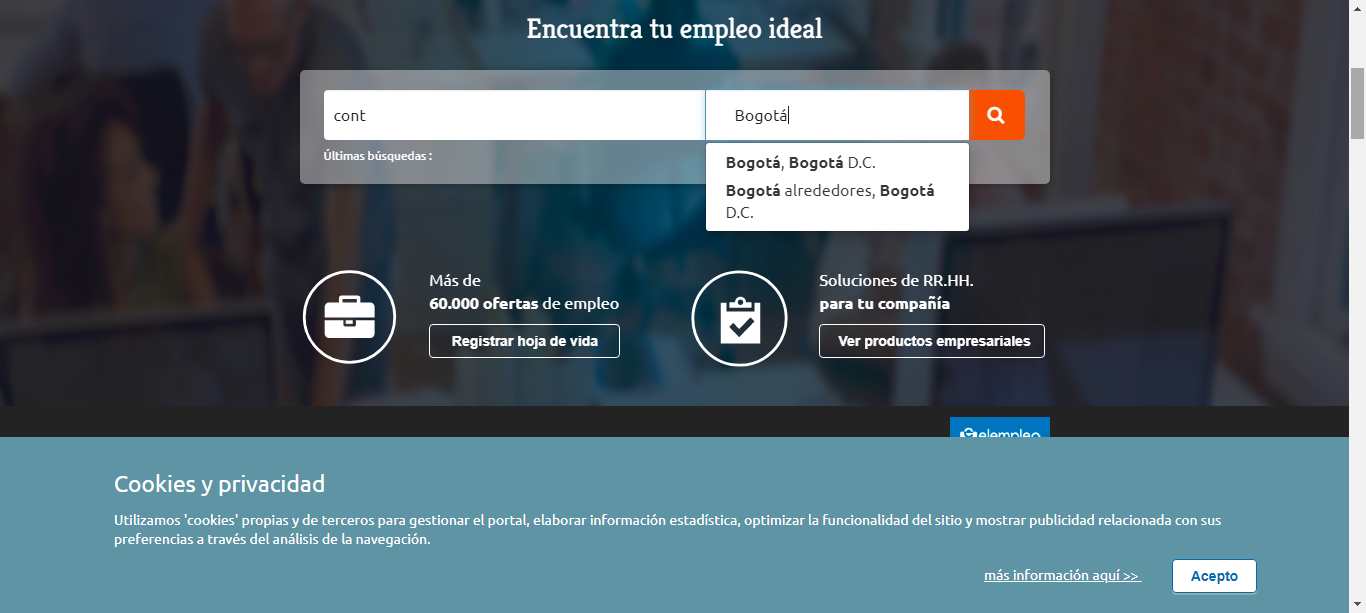 Encuentra tu empleo ideal
cont
Bogotá
Últimas búsquedas :
Bogotá, Bogotá D.C.
Bogotá alrededores, Bogotá
D.C.
Más de
60.000 ofertas de empleo
Registrar hoja de vida
Soluciones de RR.HH.
para tu compañía
Ver productos empresariales
elempleo
Cookies y privacidad
Utilizamos 'cookies' propias y de terceros para gestionar el portal, elaborar información estadística, optimizar la funcionalidad del sitio y mostrar publicidad relacionada con sus
preferencias a través del análisis de la navegación.
más información aquí >>
Acepto